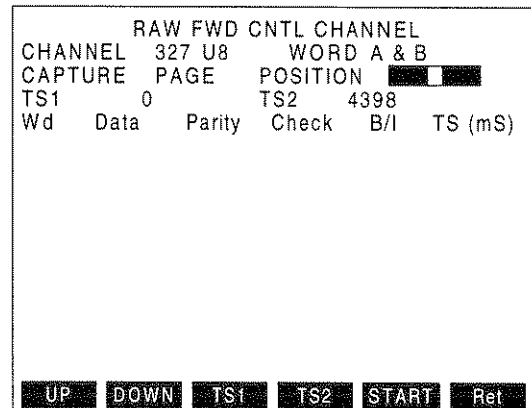 RAW FWD CNTL CHANNEL
CHANNEL 327 U8 WORD A & B
CAPTURE PAGE POSITION
TS1 0 TS2 4398
Wd Data Parity Check B/I TS (mS)
UP DOWN TS1 TS2 START Ret